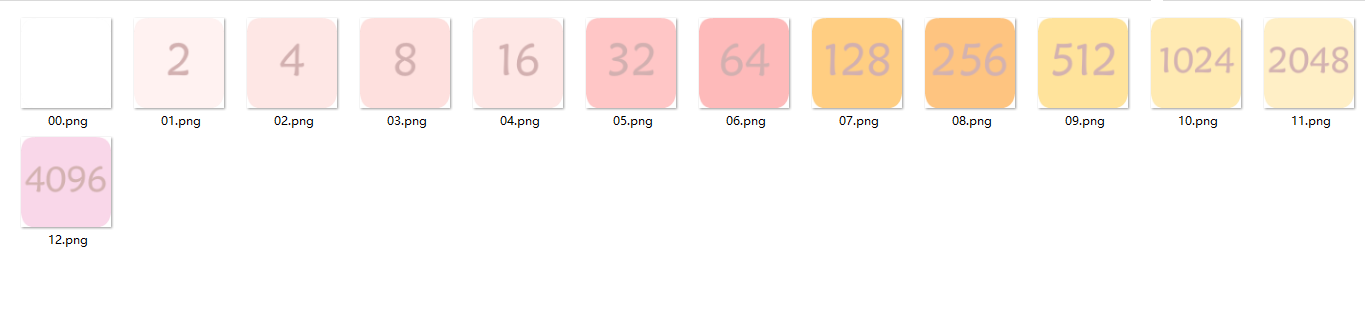 2 4 8 16 32 64 128 256 512 1024 2048
00.png 01.png 02.png 03.png 04.png 05.png 06.png 07.png 08.png 09.png 10.png 11.png
4096
12.png